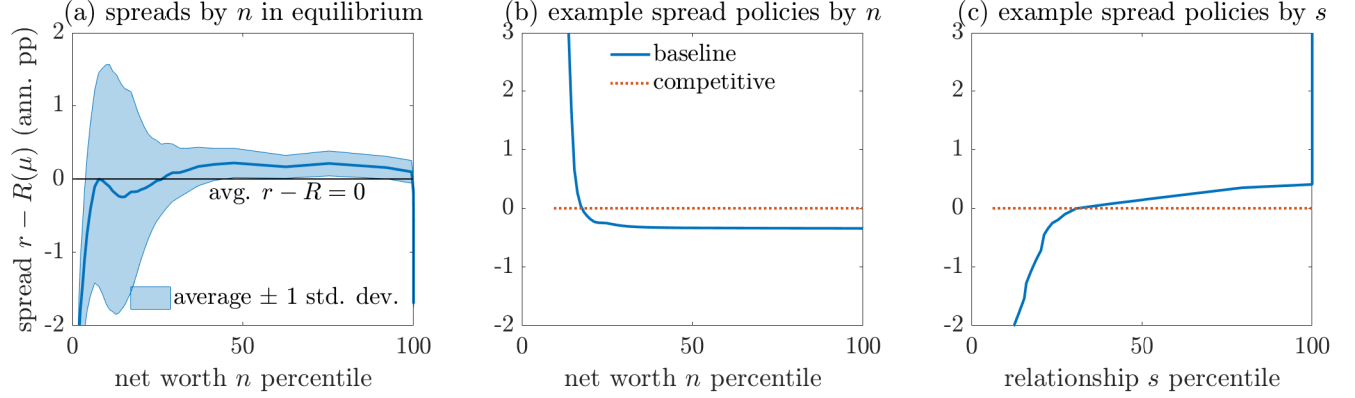 (a) spreads by n in equilibrium
spread r − R(μ) (ann. pp)
2
1
0
-1
-2
avg. r − R = 0
average ± 1 std. dev.
0
50
100
net worth n percentile
(b) example spread policies by n
3
2
1
0
-1
-2
baseline
competitive
0
50
100
net worth n percentile
(c) example spread policies by s
3
2
1
0
-1
-2
0
50
100
relationship s percentile